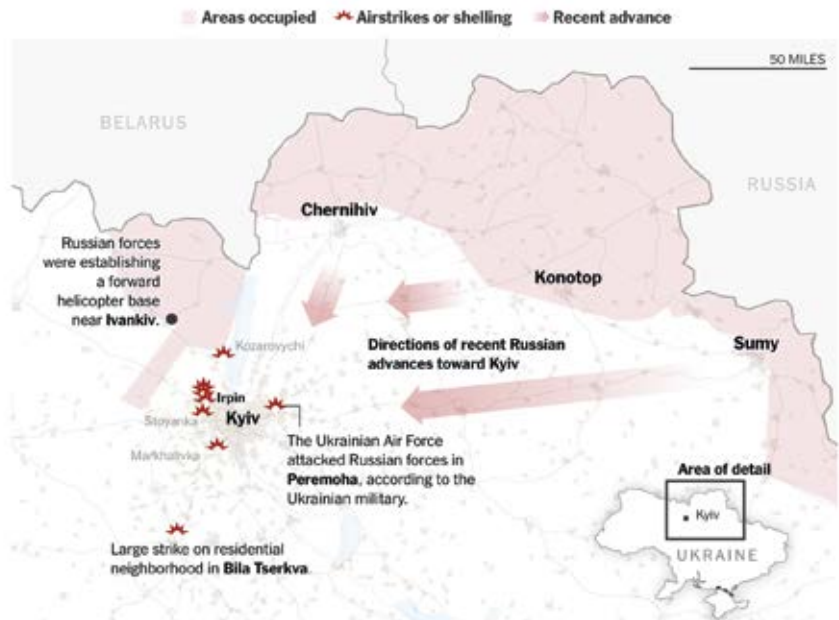 Areas occupied
Airstrikes or shelling
Recent advance
50 MILES
BELARUS
RUSSIA
Chernihiv
Russian forces
were establishing
a forward
helicopter base
near Ivankiv.
Konotop
Kozarovychi
Directions of recent Russian
advances toward Kyiv
Sumy
Irpin
Stoyanka
Kyiv
Markhalivka
The Ukrainian Air Force
attacked Russian forces in
Peremoha, according to the
Ukrainian military.
Area of detail
Kyiv
UKRAINE
Large strike on residential
neighborhood in Bila Tserkva